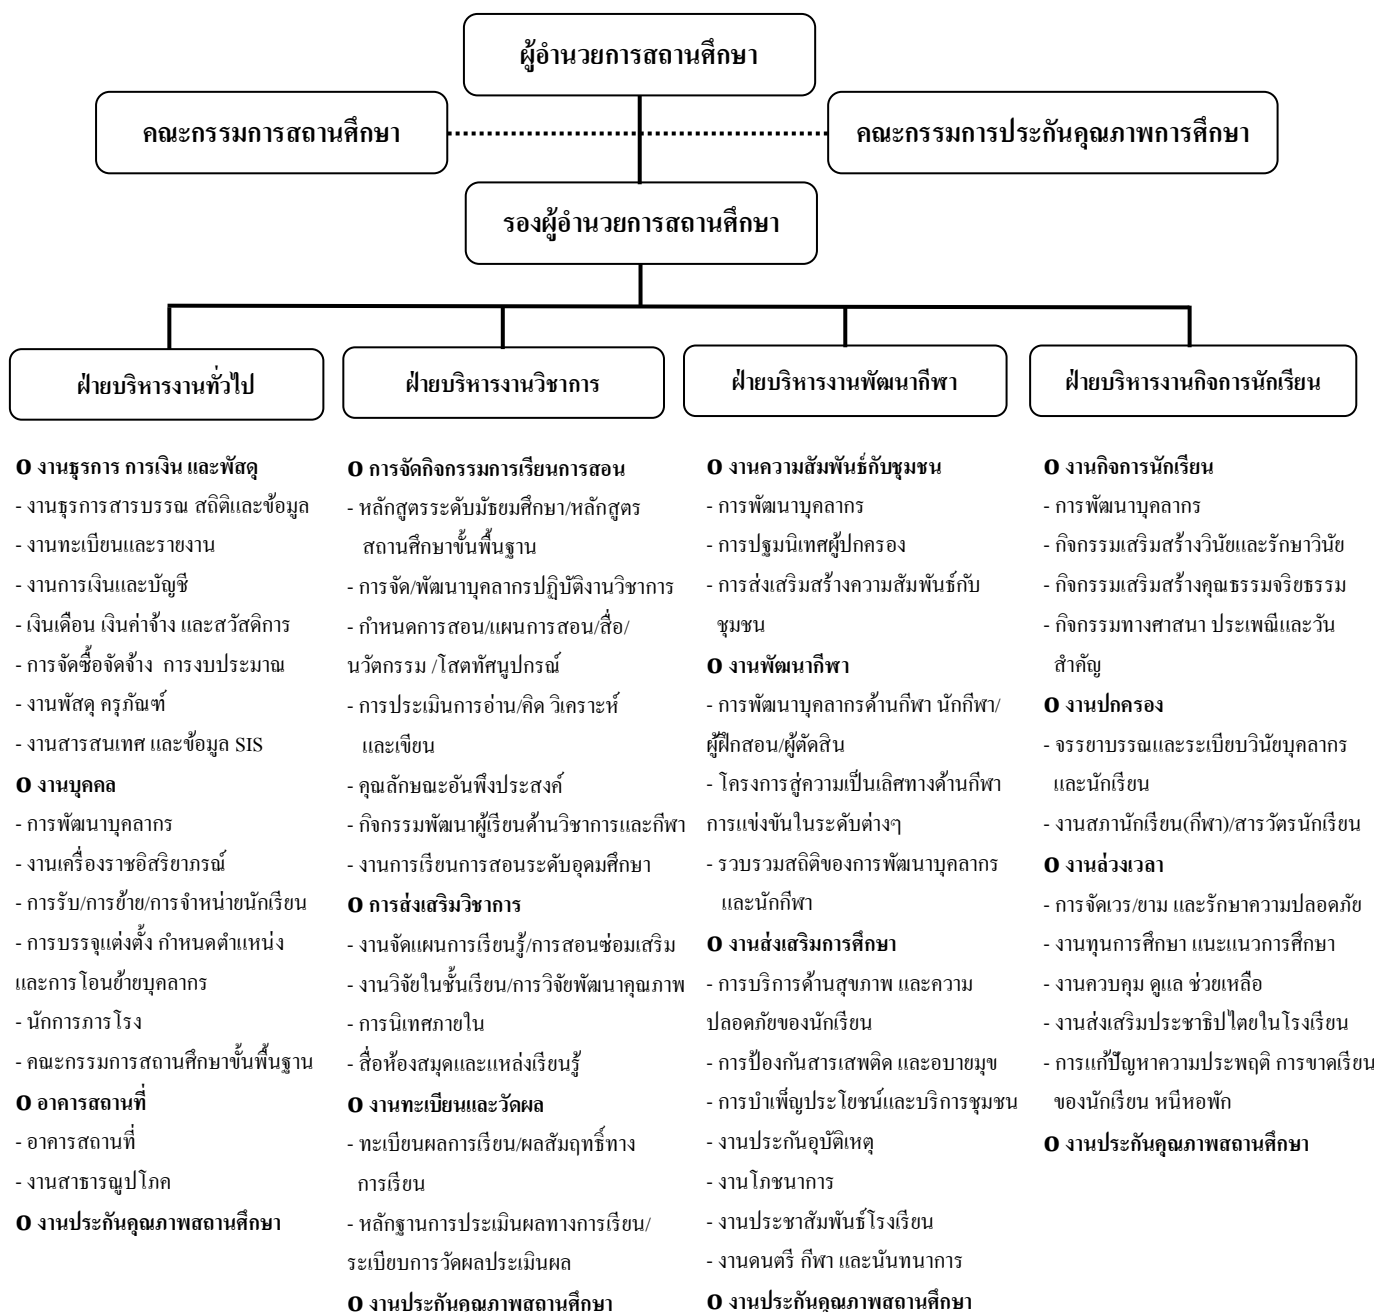 ผู้อำนวยการสถานศึกษา
คณะกรรมการสถานศึกษา
คณะกรรมการประกันคุณภาพการศึกษา
รองผู้อำนวยการสถานศึกษา
ฝ่ายบริหารงานทั่วไป
ฝ่ายบริหารงานวิชาการ
ฝ่ายบริหารงานพัฒนากีฬา
ฝ่ายบริหารงานกิจการนักเรียน
O งานธุรการ การเงิน และพัสดุ
- งานธุรการสารบรรณ สถิติและข้อมูล
- งานทะเบียนและรายงาน
- งานการเงินและบัญชี
- เงินเดือน เงินค่าจ้าง และสวัสดิการ
- การจัดซื้อจัดจ้าง การงบประมาณ
- งานพัสดุ ครุภัณฑ์
- งานสารสนเทศ และข้อมูล SIS
O งานบุคคล
- การพัฒนาบุคลากร
- งานเครื่องราชอิสริยาภรณ์
- การรับ/การย้าย/การจำหน่ายนักเรียน
- การบรรจุแต่งตั้ง กำหนดตำแหน่ง
และการโอนย้ายบุคลากร
- นักการภารโรง
- คณะกรรมการสถานศึกษาขั้นพื้นฐาน
O อาคารสถานที่
- อาคารสถานที่
- งานสาธารณูปโภค
O งานประกันคุณภาพสถานศึกษา
O การจัดกิจกรรมการเรียนการสอน
- หลักสูตรระดับมัธยมศึกษา/หลักสูตร
สถานศึกษาขั้นพื้นฐาน
- การจัด/พัฒนาบุคลากรปฏิบัติงานวิชาการ
- กำหนดการสอน/แผนการสอน/สื่อ/
นวัตกรรม /โสตทัศนูปกรณ์
- การประเมินการอ่าน/คิด วิเคราะห์
และเขียน
- คุณลักษณะอันพึงประสงค์
- กิจกรรมพัฒนาผู้เรียนด้านวิชาการและกีฬา
- งานการเรียนการสอนระดับอุดมศึกษา
O การส่งเสริมวิชาการ
- งานจัดแผนการเรียนรู้/การสอนซ่อมเสริม
- งานวิจัยในชั้นเรียน/การวิจัยพัฒนาคุณภาพ
- การนิเทศภายใน
- สื่อห้องสมุดและแหล่งเรียนรู้
O งานทะเบียนและวัดผล
- ทะเบียนผลการเรียน/ผลสัมฤทธิ์ทาง
การเรียน
- หลักฐานการประเมินผลทางการเรียน/
ระเบียบการวัดผลประเมินผล
O งานประกันคุณภาพสถานศึกษา
O งานความสัมพันธ์กับชุมชน
- การพัฒนาบุคลากร
- การปฐมนิเทศผู้ปกครอง
- การส่งเสริมสร้างความสัมพันธ์กับ
ชุมชน
O งานพัฒนากีฬา
- การพัฒนาบุคลากรด้านกีฬา นักกีฬา/
ผู้ฝึกสอน/ผู้ตัดสิน
- โครงการสู่ความเป็นเลิศทางด้านกีฬา
การแข่งขันในระดับต่างๆ
- รวบรวมสถิติของการพัฒนาบุคลากร
และนักกีฬา
O งานส่งเสริมการศึกษา
- การบริการด้านสุขภาพ และความ
ปลอดภัยของนักเรียน
- การป้องกันสารเสพติด และอบายมุข
- การบำเพ็ญประโยชน์และบริการชุมชน
- งานประกันอุบัติเหตุ
- งานโภชนาการ
- งานประชาสัมพันธ์โรงเรียน
- งานดนตรี กีฬา และนันทนาการ
O งานประกันคุณภาพสถานศึกษา
O งานกิจการนักเรียน
- การพัฒนาบุคลากร
- กิจกรรมเสริมสร้างวินัยและรักษาวินัย
- กิจกรรมเสริมสร้างคุณธรรมจริยธรรม
- กิจกรรมทางศาสนา ประเพณีและวัน
สำคัญ
O งานปกครอง
- จรรยาบรรณและระเบียบวินัยบุคลากร
และนักเรียน
- งานสภานักเรียน(กีฬา)/สารวัตรนักเรียน
O งานล่วงเวลา
- การจัดเวร/ยาม และรักษาความปลอดภัย
- งานทุนการศึกษา แนะแนวการศึกษา
- งานควบคุม ดูแล ช่วยเหลือ
- งานส่งเสริมประชาธิปไตยในโรงเรียน
- การแก้ปัญหาความประพฤติ การขาดเรียน
ของนักเรียน หนีหอพัก
O งานประกันคุณภาพสถานศึกษา